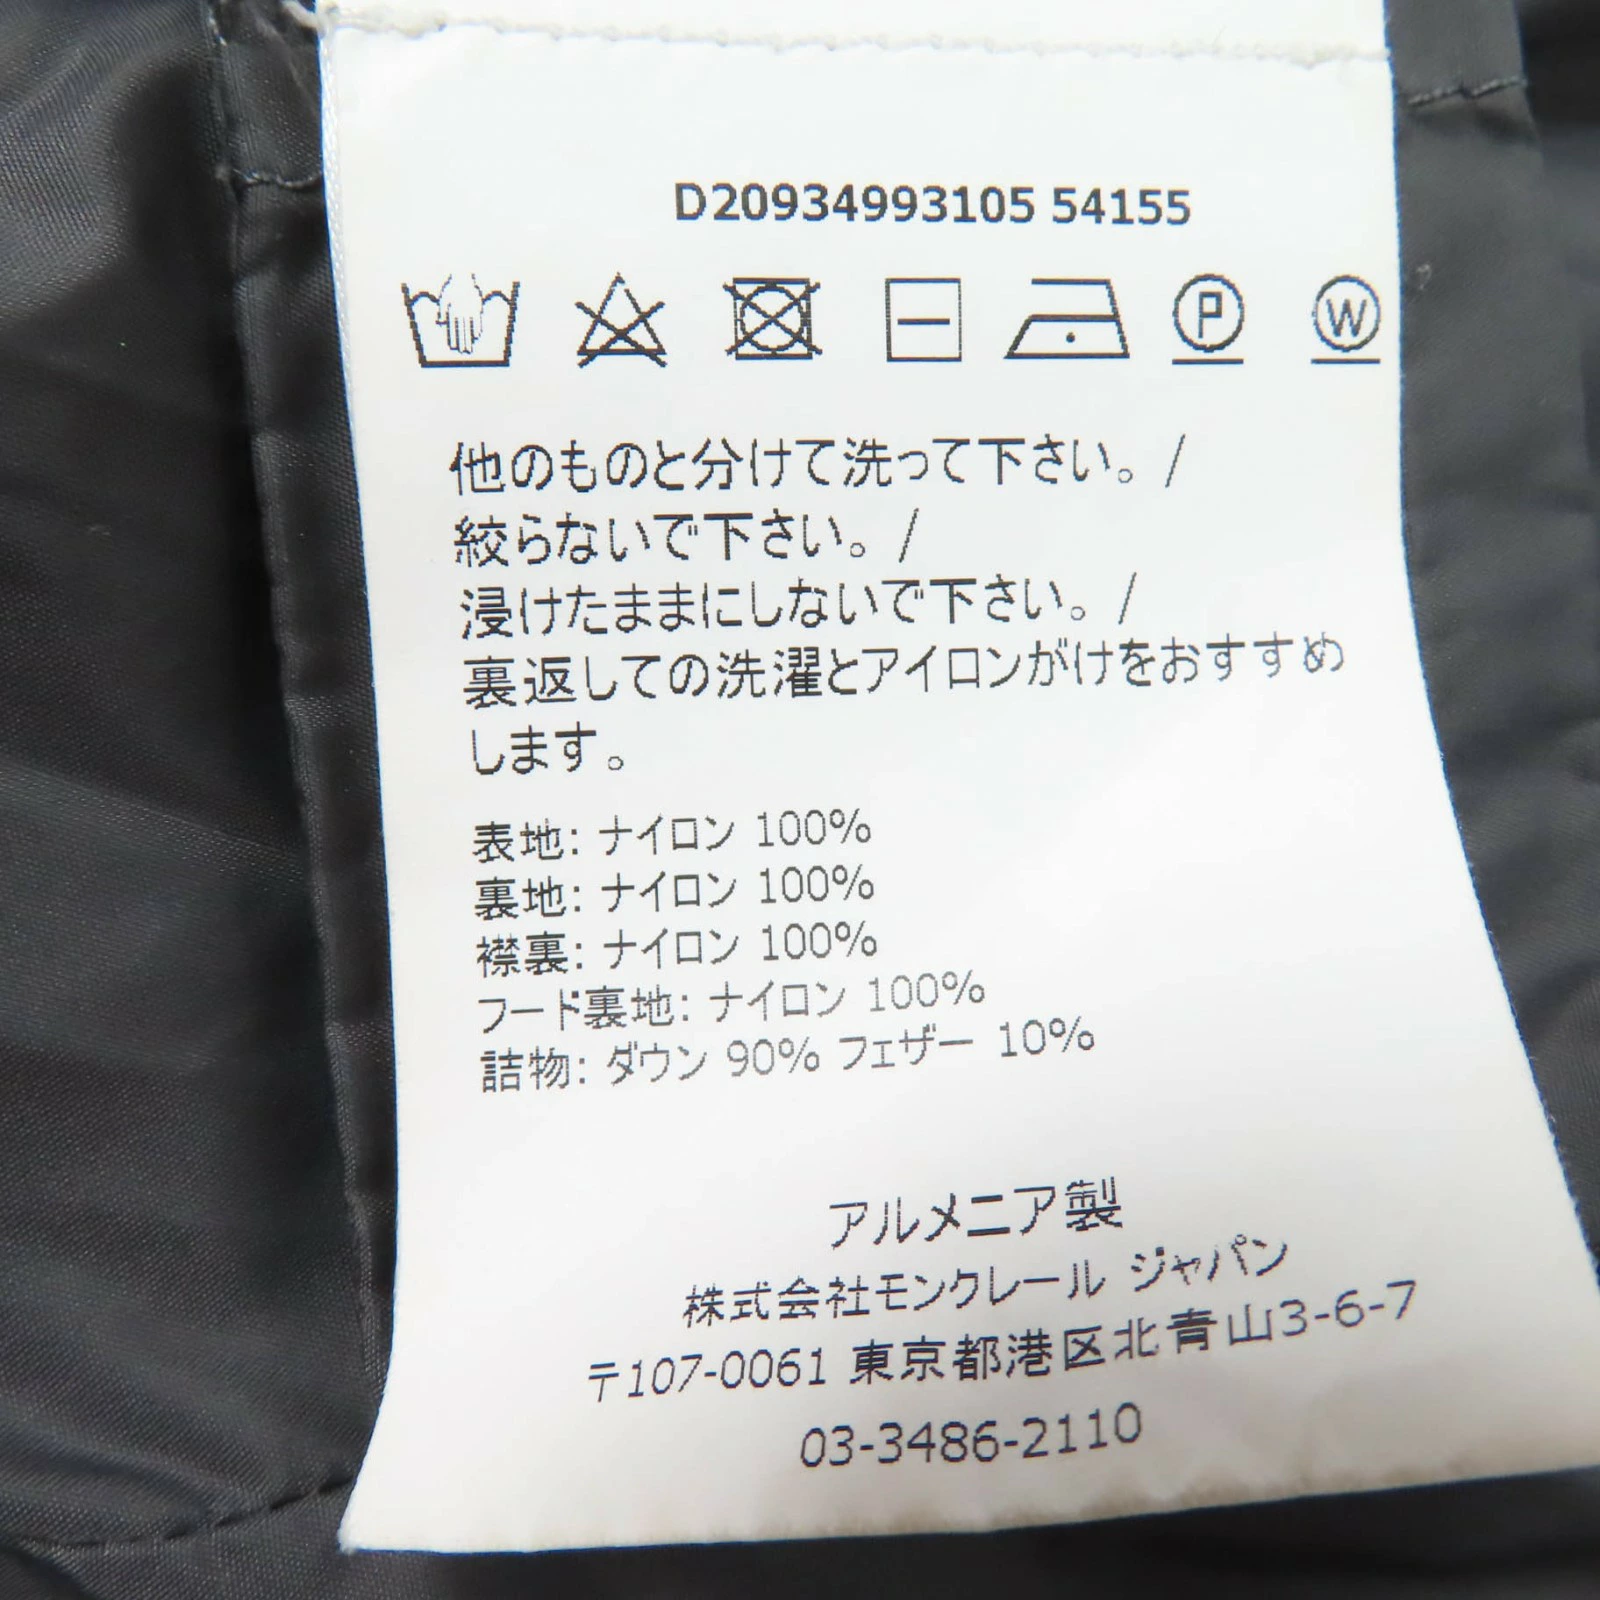 D20934993105 54155
P W
他のものと分けて洗って下さい。/
絞らないで下さい。/
浸けたままにしないで下さい。/
裏返しての洗濯とアイロンがけをおすすめ
します。
表地: ナイロン 100%
裏地: ナイロン 100%
襟裏: ナイロン 100%
フード裏地: ナイロン 100%
詰物: ダウン 90% フェザー 10%
アルメニア製
株式会社モンクレール ジャパン
〒107-0061 東京都港区北青山3-6-7
03-3486-2110